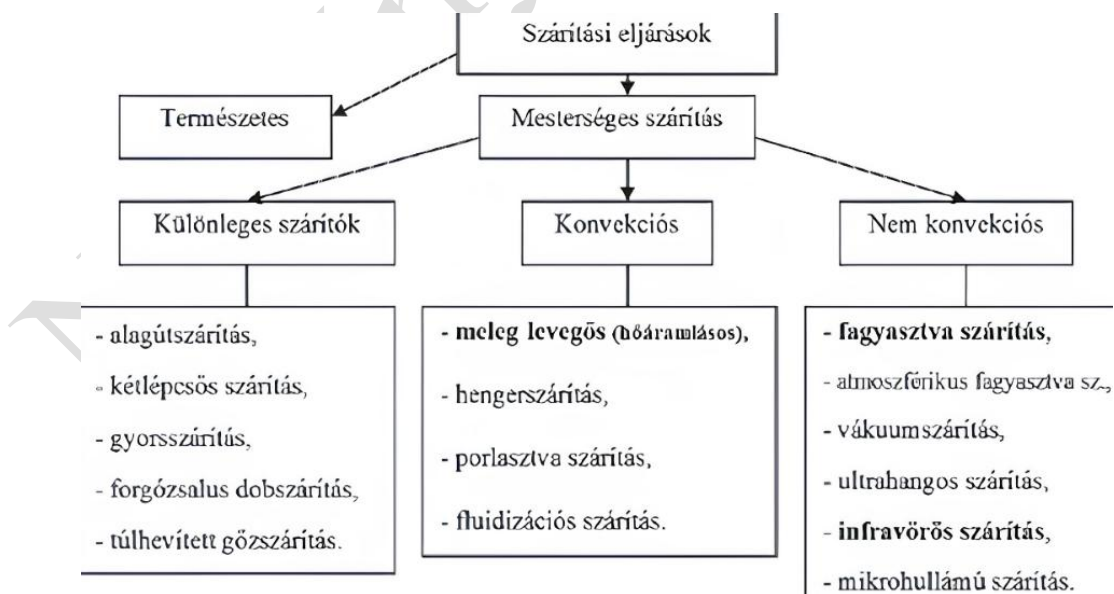 Szárítási eljárások
Természetes
Mesterséges szárítás
Különleges szárítók
Konvekciós
Nem konvekciós
- alagútszárítás,
- kétlépcsös szárítás,
- gyorsszárítás,
- forgózsalus dobszárítás,
- túlhevített gőzszárítás.
- meleg levegős (hőáramlásos),
- hengerszárítás,
- porlasztva szárítás,
- fluidizációs szárítás.
- fagyasztva szárítás,
- atmoszférikus fagyasztva sz.,
- vákuumszárítás,
- ultrahangos szárítás,
- infravörös szárítás,
- mikrohullámú szárítás.